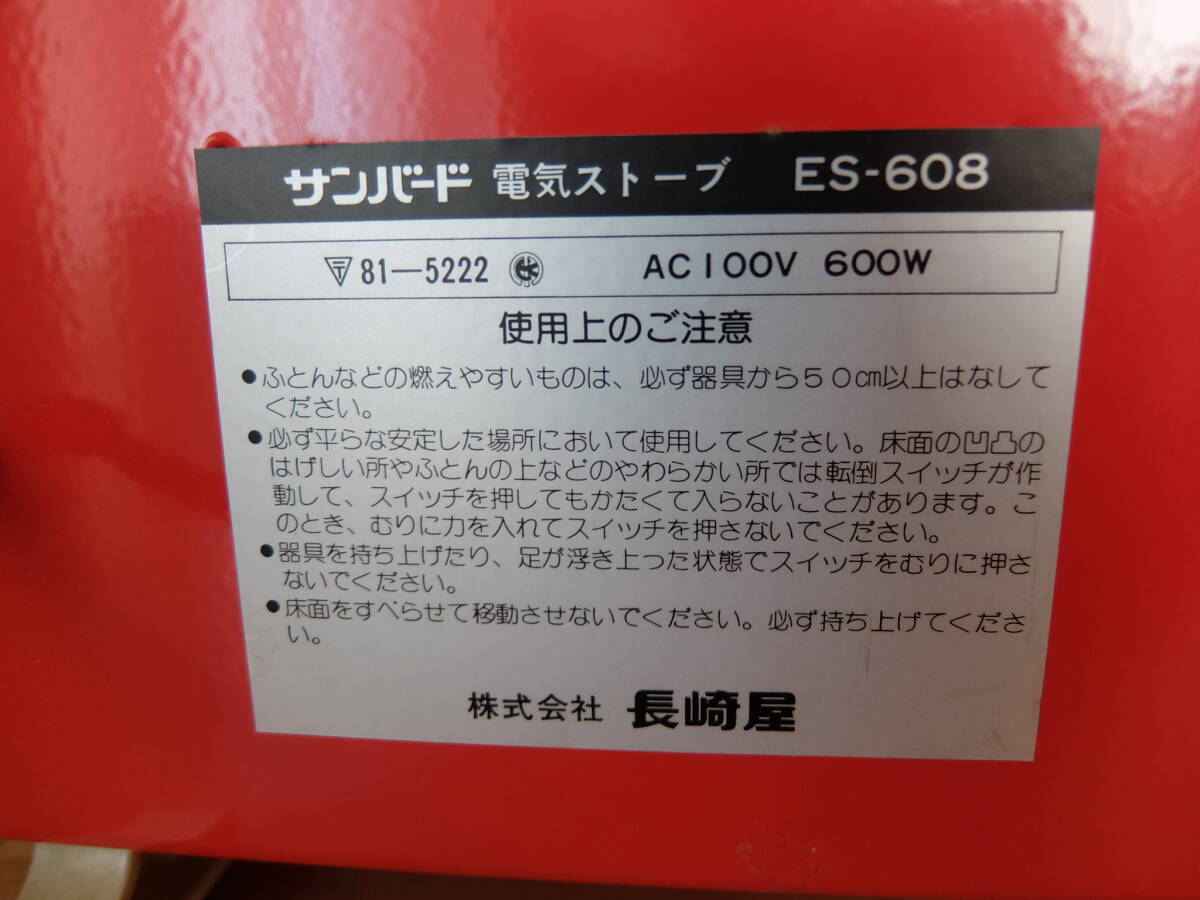 サンバード 電気ストーブ ES-608
〒 81-5222 AC100V 600W
使用上のご注意
●ふとんなどの燃えやすいものは、必ず器具から50㎝以上はなして
ください。
●必ず平らな安定した場所において使用してください。床面の凹凸の
はげしい所やふとんの上などのやわらかい所では転倒スイッチが作
動して、スイッチを押してもかたくて入らないことがあります。こ
のとき、むりに力を入れてスイッチを押さないでください。
●器具を持ち上げたり、足が浮き上った状態でスイッチをむりに押さ
ないでください。
●床面をすべらせて移動させないでください。必ず持ち上げてくださ
い。
株式会社 長崎屋